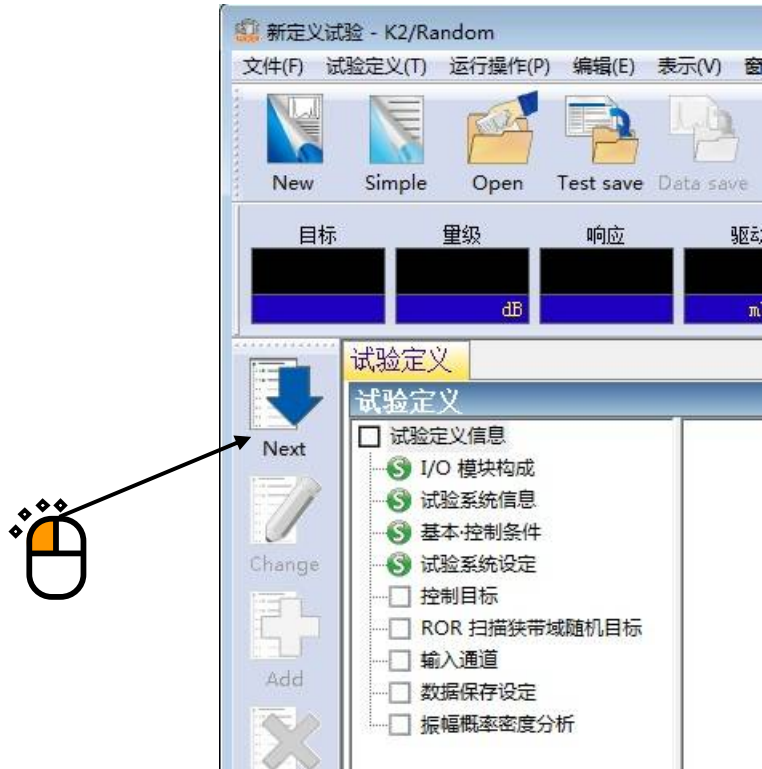 新定义试验 - K2/Random
文件(F) 试验定义(T) 运行操作(P) 编辑(E) 表示(V)
New Simple Open Test save Data save
目标 量级 响应 驱动
dB
试验定义
试验定义
Next
Change
Add
试验定义信息
S I/O 模块构成
S 试验系统信息
S 基本·控制条件
S 试验系统设定
控制目标
ROR 扫描狭带域随机目标
输入通道
数据保存设定
振幅概率密度分析